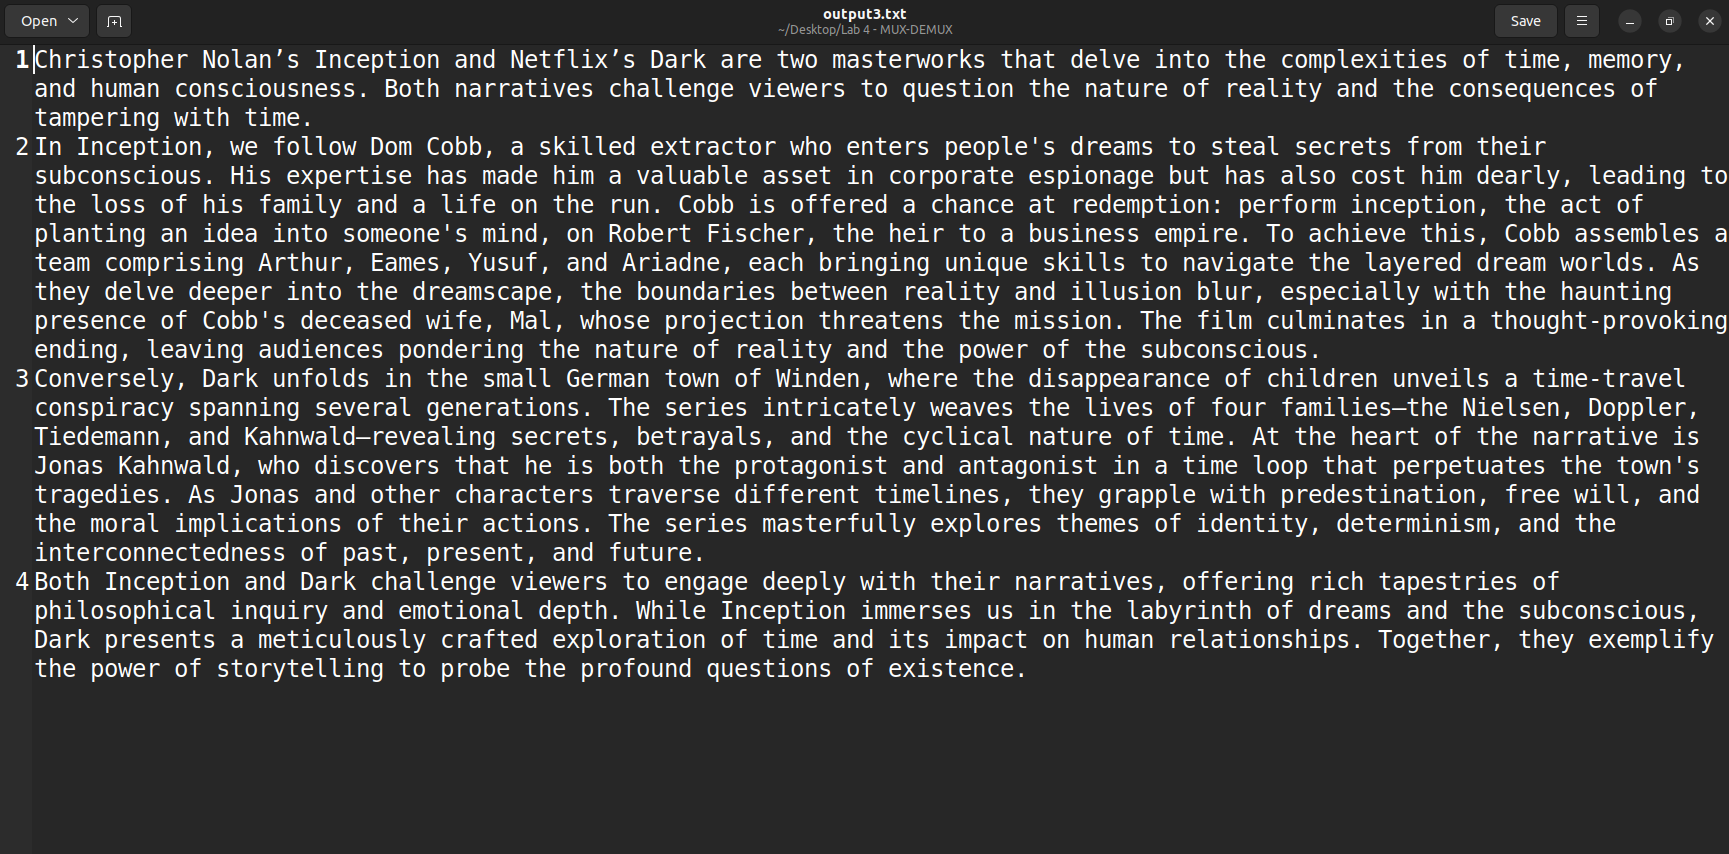 Open
output3.txt
~/Desktop/Lab 4 - MUX-DEMUX
Save
1 Christopher Nolan’s Inception and Netflix’s Dark are two masterworks that delve into the complexities of time, memory,
and human consciousness. Both narratives challenge viewers to question the nature of reality and the consequences of
tampering with time.
2 In Inception, we follow Dom Cobb, a skilled extractor who enters people's dreams to steal secrets from their
subconscious. His expertise has made him a valuable asset in corporate espionage but has also cost him dearly, leading to
the loss of his family and a life on the run. Cobb is offered a chance at redemption: perform inception, the act of
planting an idea into someone's mind, on Robert Fischer, the heir to a business empire. To achieve this, Cobb assembles a
team comprising Arthur, Eames, Yusuf, and Ariadne, each bringing unique skills to navigate the layered dream worlds. As
they delve deeper into the dreamscape, the boundaries between reality and illusion blur, especially with the haunting
presence of Cobb's deceased wife, Mal, whose projection threatens the mission. The film culminates in a thought-provoking
ending, leaving audiences pondering the nature of reality and the power of the subconscious.
3 Conversely, Dark unfolds in the small German town of Winden, where the disappearance of children unveils a time-travel
conspiracy spanning several generations. The series intricately weaves the lives of four families—the Nielsen, Doppler,
Tiedemann, and Kahnwald—revealing secrets, betrayals, and the cyclical nature of time. At the heart of the narrative is
Jonas Kahnwald, who discovers that he is both the protagonist and antagonist in a time loop that perpetuates the town's
tragedies. As Jonas and other characters traverse different timelines, they grapple with predestination, free will, and
the moral implications of their actions. The series masterfully explores themes of identity, determinism, and the
interconnectedness of past, present, and future.
4 Both Inception and Dark challenge viewers to engage deeply with their narratives, offering rich tapestries of
philosophical inquiry and emotional depth. While Inception immerses us in the labyrinth of dreams and the subconscious,
Dark presents a meticulously crafted exploration of time and its impact on human relationships. Together, they exemplify
the power of storytelling to probe the profound questions of existence.